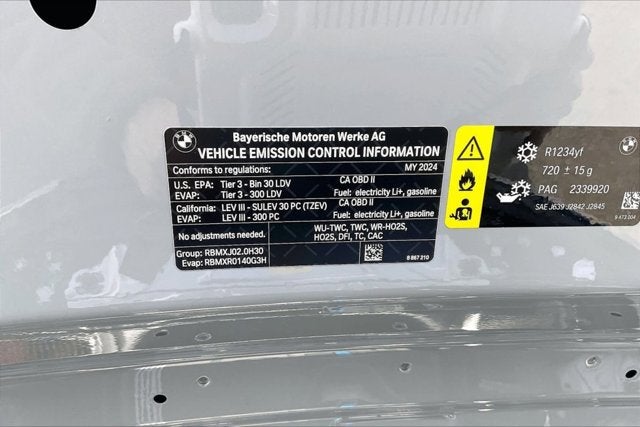 BMW
Bayerische Motoren Werke AG
VEHICLE EMISSION CONTROL INFORMATION
Conforms to regulations: MY 2024
U.S. EPA: Tier 3 - Bin 30 LDV CA OBD II
EVAP: Tier 3 - 300 LDV Fuel: electricity Li+, gasoline
California: LEV III - SULEV 30 PC (TZEV) CA OBD II
EVAP: LEV III - 300 PC Fuel: electricity Li+, gasoline
No adjustments needed. WU-TWC, TWC, WR-HO2S,
HO2S, DFI, TC, CAC
Group: RBMXJ02.0H30
Evap: RBMXR0140G3H 8 867 210
R1234yf
720 ± 15 g
PAG 2339920
SAE J639 J2842 J2845
9 473 004